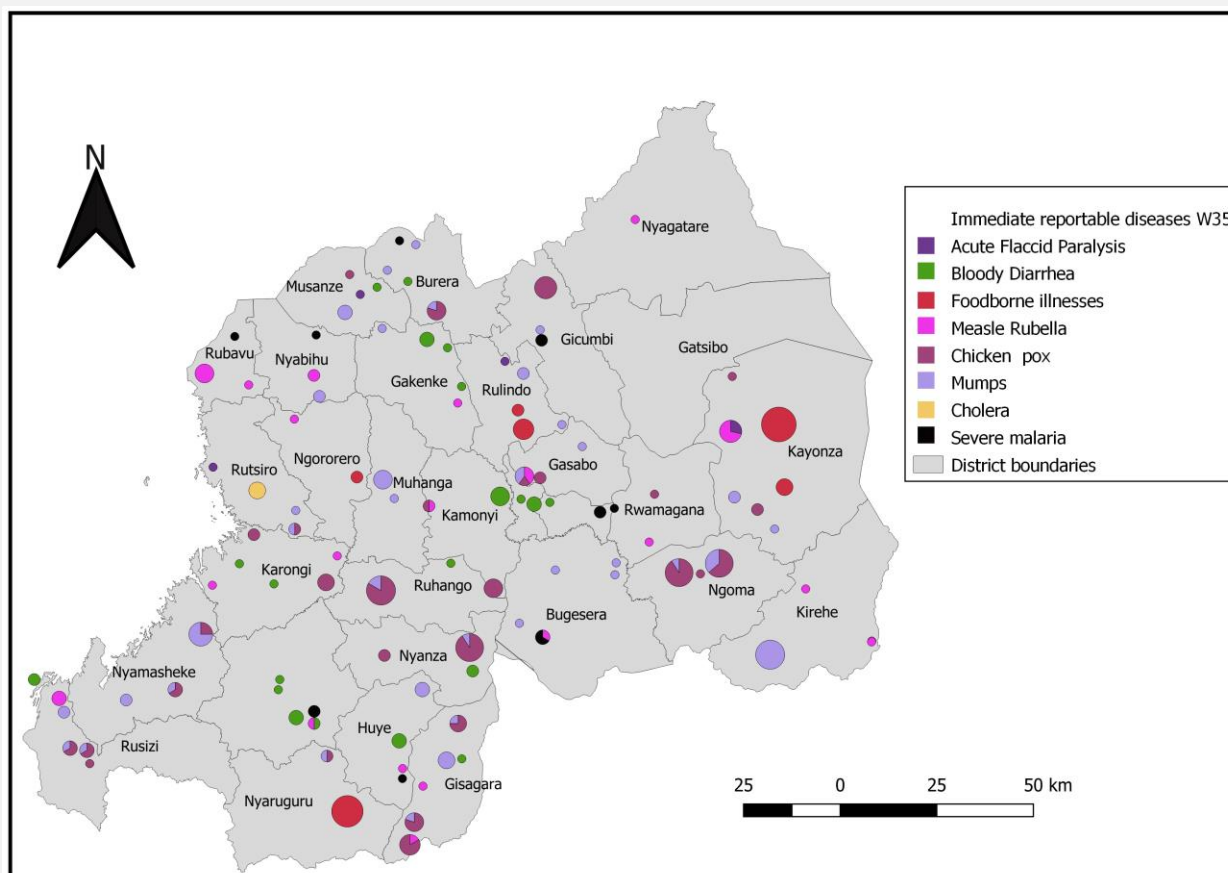 N
Immediate reportable diseases W35
Acute Flaccid Paralysis
Bloody Diarrhea
Foodborne illnesses
Measle Rubella
Chicken pox
Mumps
Cholera
Severe malaria
District boundaries
Nyagatare
Burera
Musanze
Gicumbi
Rubavu
Nyabihu
Gatsibo
Gakenke
Rulindo
Kayonza
Rutsiro
Ngororero
Muhanga
Gasabo
Kamonyi
Rwamagana
Karongi
Ruhango
Ngoma
Bugesera
Kirehe
Nyanza
Nyamasheke
Huye
Rusizi
Gisagara
Nyaruguru
25 0 25 50 km